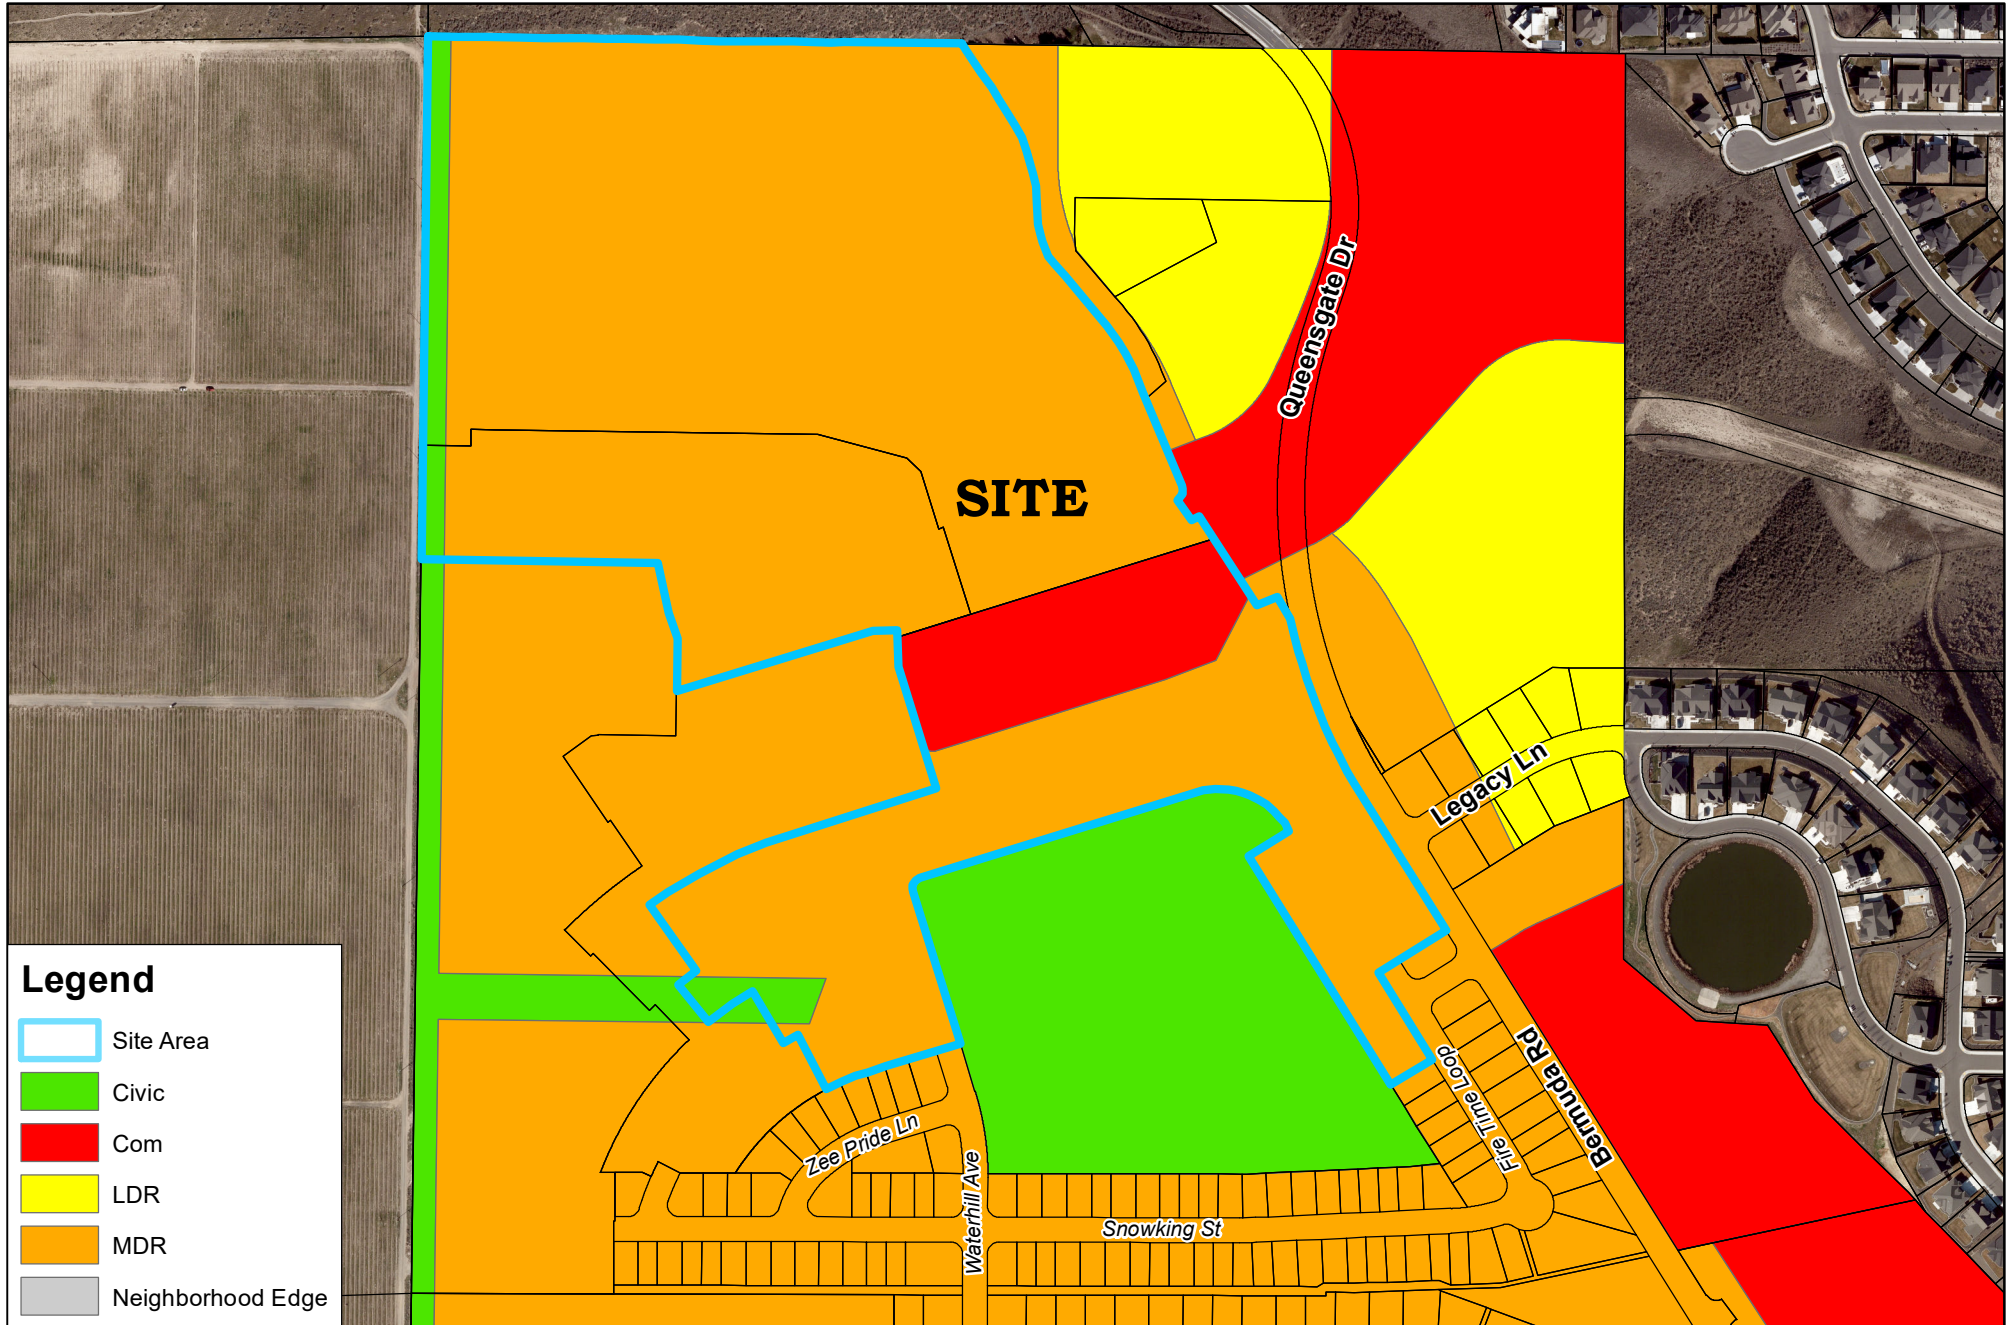 Queensgate Dr
SITE
Legacy Ln
Legend
Site Area
Civic
Com
LDR
MDR
Neighborhood Edge
Bermuda Rd
Fire Time Loop
Zee Pride Ln
Waterhill Ave
Snowking St